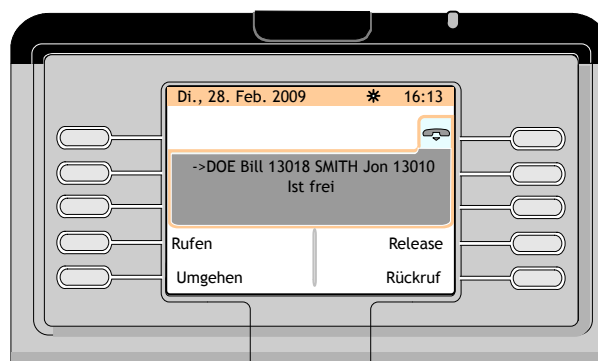 Di., 28. Feb. 2009 16:13
->DOE Bill 13018 SMITH Jon 13010
Ist frei
Rufen Release
Umgehen Rückruf